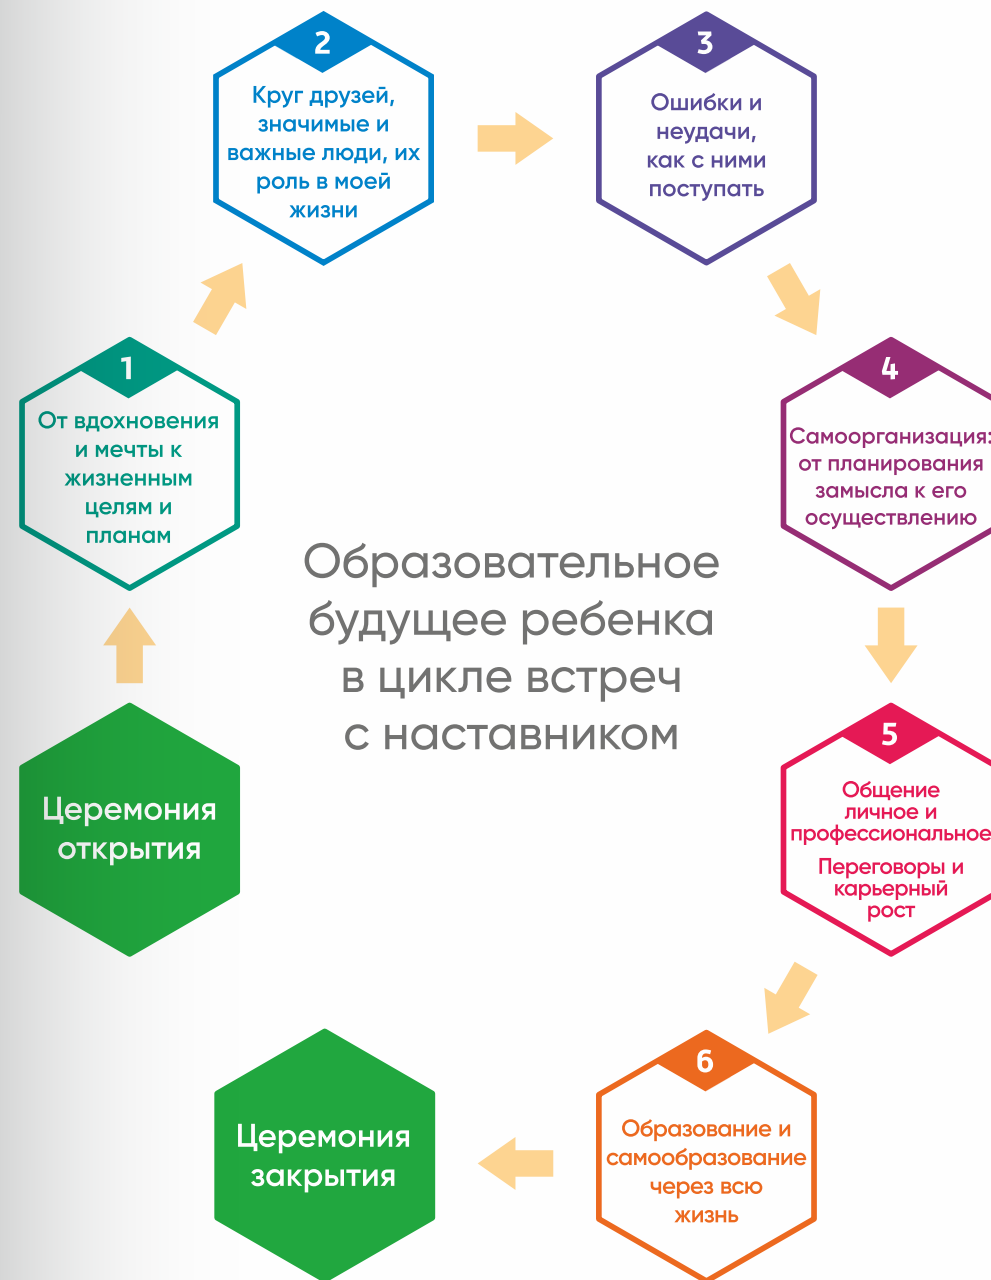 2
Круг друзей,
значимые и
важные люди, их
роль в моей
жизни
3
Ошибки и
неудачи,
как с ними
поступать
1
От вдохновения
и мечты к
жизненным
целям и
планам
4
Самоорганизация:
от планирования
замысла к его
осуществлению
Образовательное
будущее ребенка
в цикле встреч
с наставником
Церемония
открытия
5
Общение
личное и
профессиональное
Переговоры и
карьерный
рост
6
Образование и
самообразование
через всю
жизнь
Церемония
закрытия